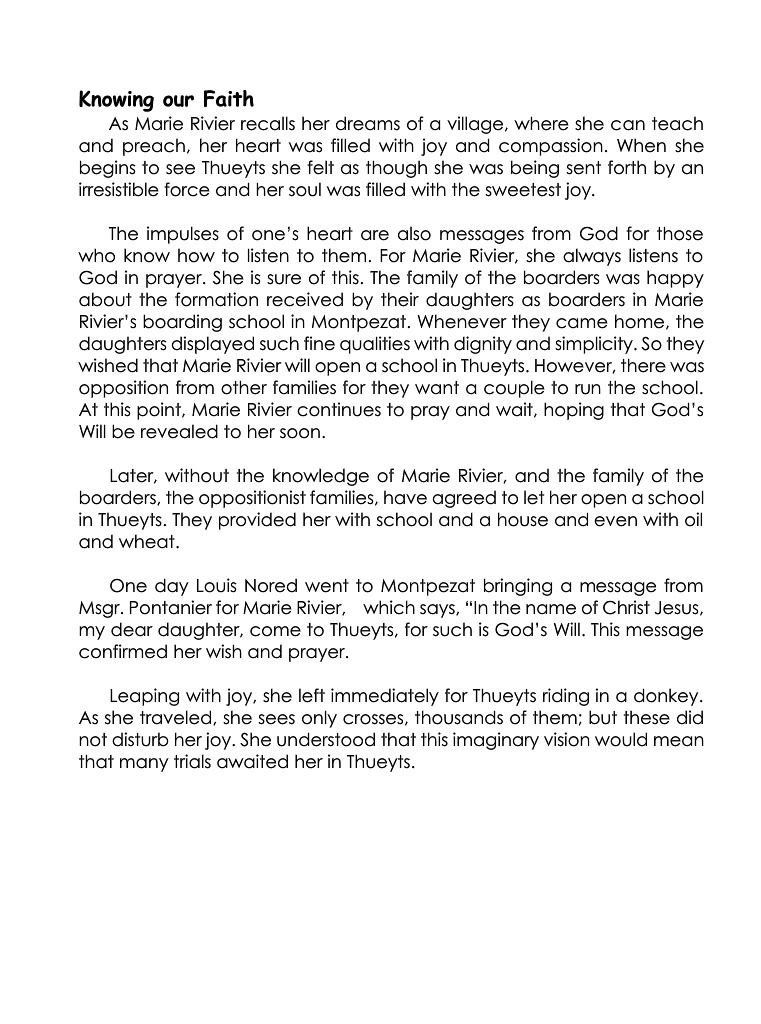 Knowing our Faith
As Marie Rivier recalls her dreams of a village, where she can teach
and preach, her heart was filled with joy and compassion. When she
begins to see Thueyts she felt as though she was being sent forth by an
irresistible force and her soul was filled with the sweetest joy.
The impulses of one’s heart are also messages from God for those
who know how to listen to them. For Marie Rivier, she always listens to
God in prayer. She is sure of this. The family of the boarders was happy
about the formation received by their daughters as boarders in Marie
Rivier’s boarding school in Montpezat. Whenever they came home, the
daughters displayed such fine qualities with dignity and simplicity. So they
wished that Marie Rivier will open a school in Thueyts. However, there was
opposition from other families for they want a couple to run the school.
At this point, Marie Rivier continues to pray and wait, hoping that God’s
Will be revealed to her soon.
Later, without the knowledge of Marie Rivier, and the family of the
boarders, the oppositionist families, have agreed to let her open a school
in Thueyts. They provided her with school and a house and even with oil
and wheat.
One day Louis Nored went to Montpezat bringing a message from
Msgr. Pontanier for Marie Rivier, which says, “In the name of Christ Jesus,
my dear daughter, come to Thueyts, for such is God’s Will. This message
confirmed her wish and prayer.
Leaping with joy, she left immediately for Thueyts riding in a donkey.
As she traveled, she sees only crosses, thousands of them; but these did
not disturb her joy. She understood that this imaginary vision would mean
that many trials awaited her in Thueyts.